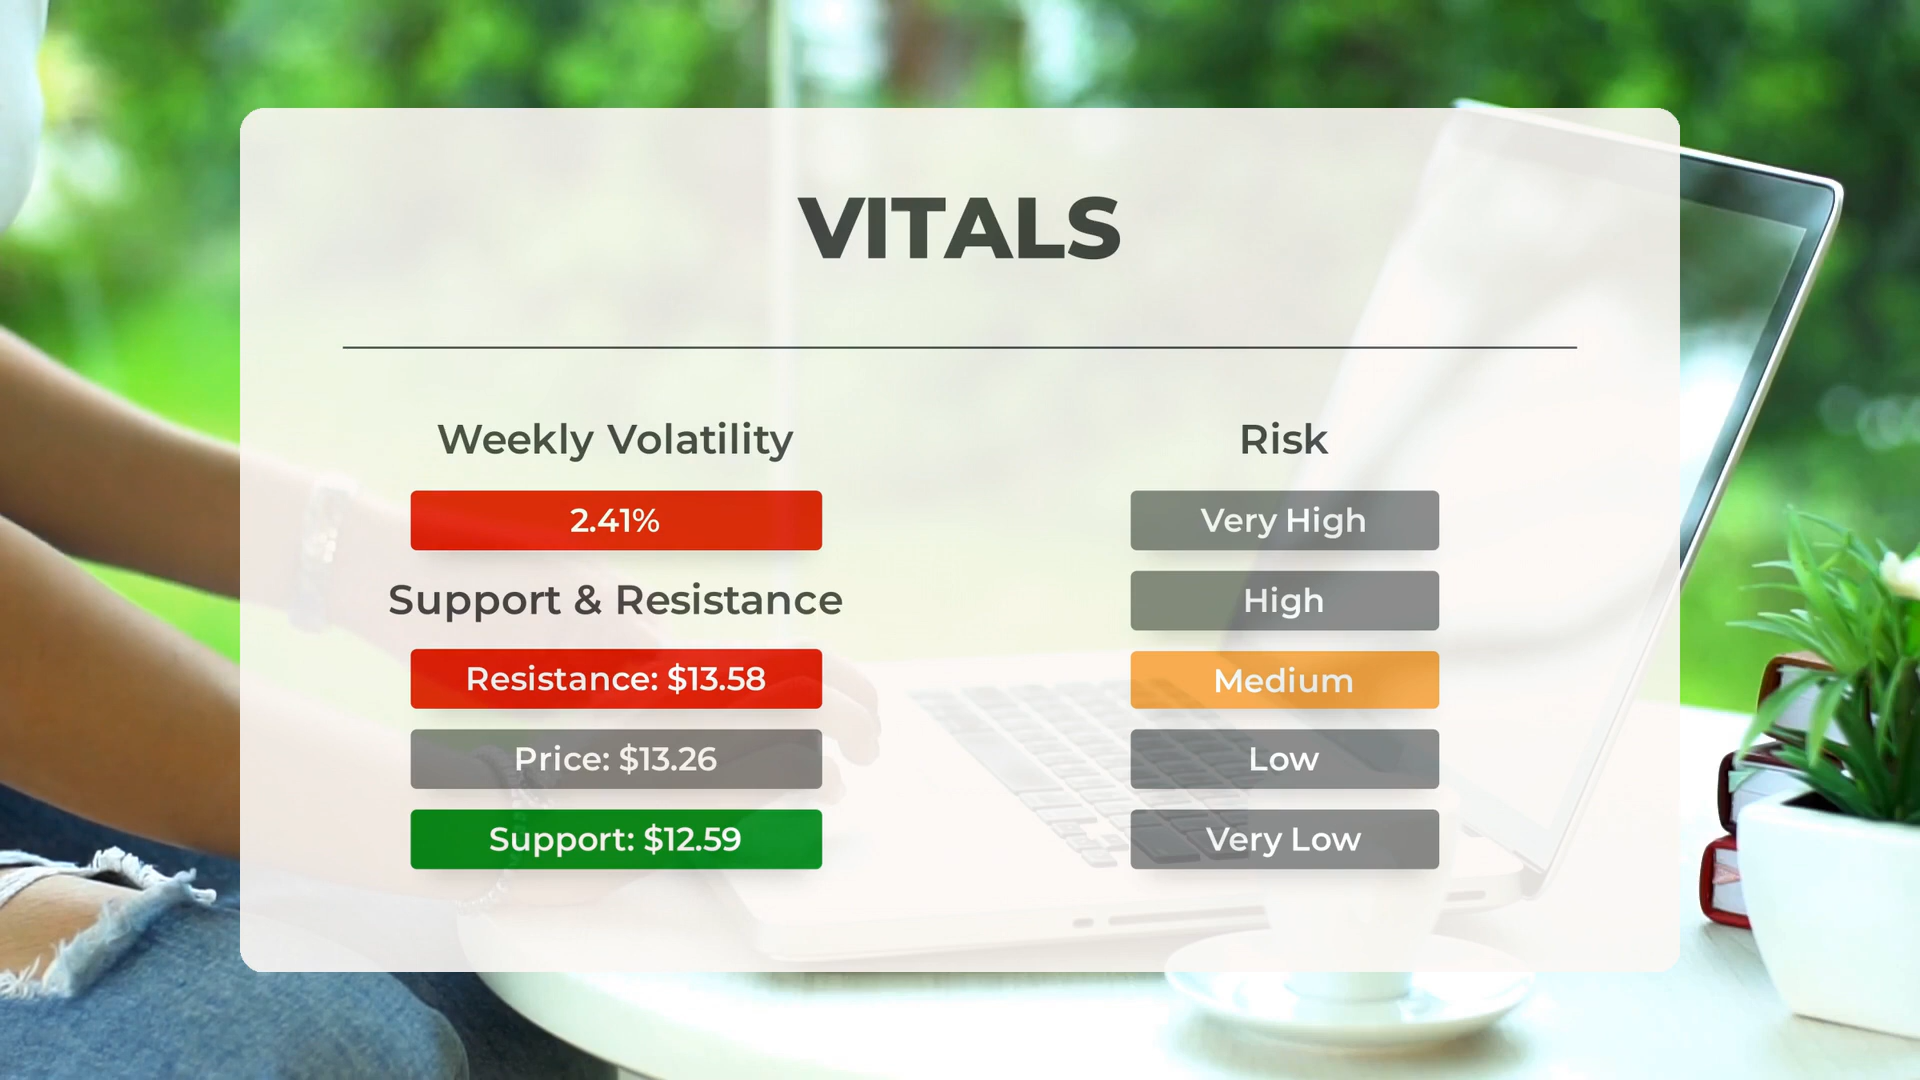 VITALS
Weekly Volatility
2.41%
Support & Resistance
Resistance: $13.58
Price: $13.26
Support: $12.59
Risk
Very High
High
Medium
Low
Very Low